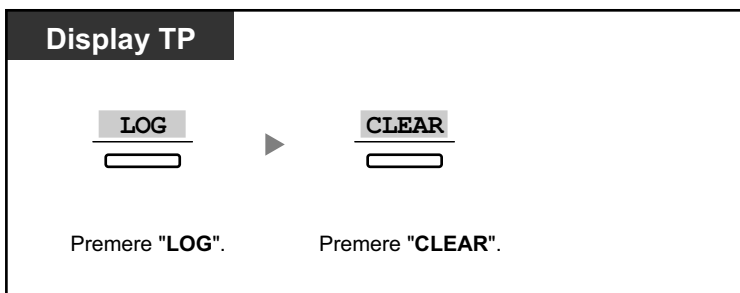 Display TP
LOG
CLEAR
Premere "LOG".
Premere "CLEAR".